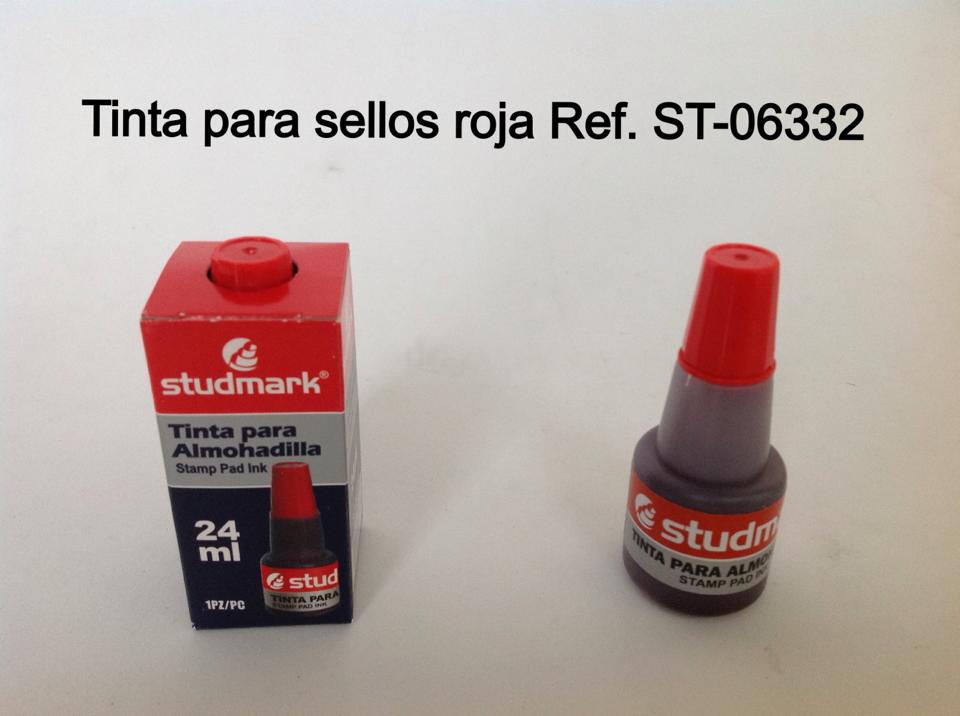 Tinta para sellos roja Ref. ST-06332
studmark®
Tinta para
Almohadilla
Stamp Pad Ink
24
ml
stud
TINTA PARA
STAMP PAD INK
1PZ/PC
studm
TINTA PARA ALMO
STAMP PAD INK